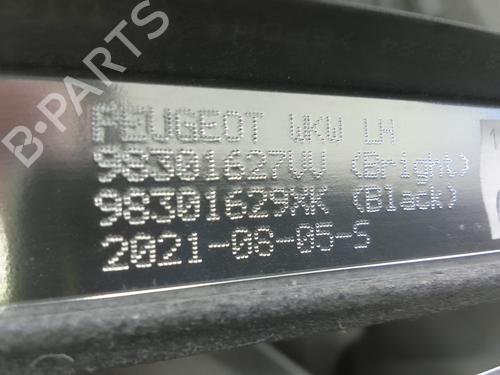 PEUGEOT WKW LH
98301627VV (Bright)
98301629XK (Black)
2021-08-05-S
B-PARTS